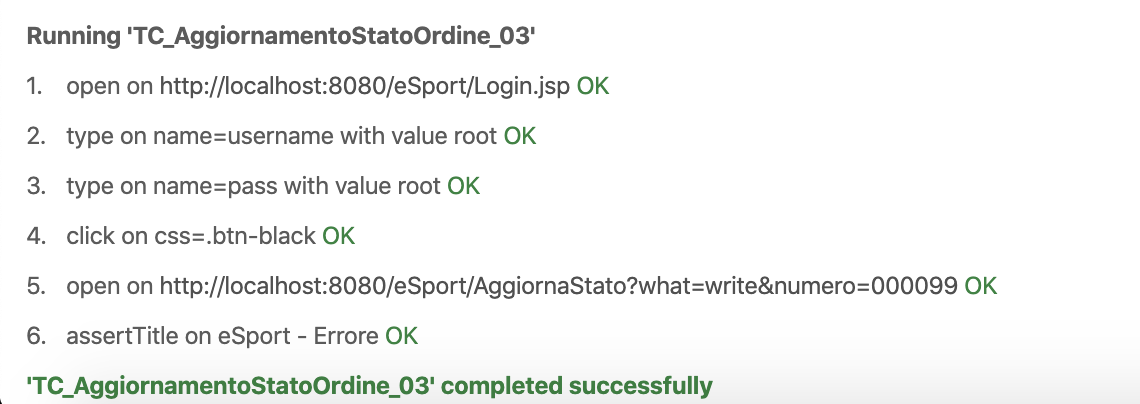 Running 'TC_AggiornamentoStatoOrdine_03'
1. open on http://localhost:8080/eSport/Login.jsp OK
2. type on name=username with value root OK
3. type on name=pass with value root OK
4. click on css=.btn-black OK
5. open on http://localhost:8080/eSport/AggiornaStato?what=write&numero=000099 OK
6. assertTitle on eSport - Errore OK
'TC_AggiornamentoStatoOrdine_03' completed successfully